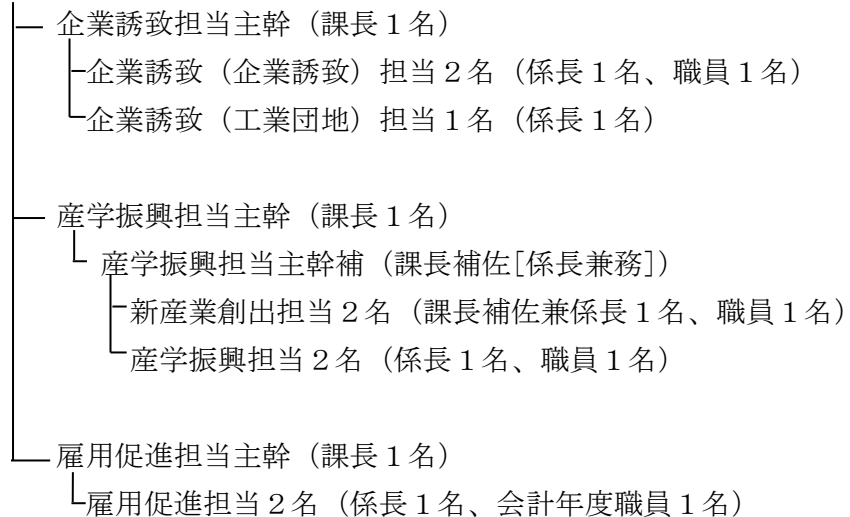 企業誘致担当主幹（課長１名）
企業誘致（企業誘致）担当２名（係長１名、職員１名）
企業誘致（工業団地）担当１名（係長１名）
産学振興担当主幹（課長１名）
産学振興担当主幹補（課長補佐[係長兼務]）
新産業創出担当２名（課長補佐兼係長１名、職員１名）
産学振興担当２名（係長１名、職員１名）
雇用促進担当主幹（課長１名）
雇用促進担当２名（係長１名、会計年度職員１名）